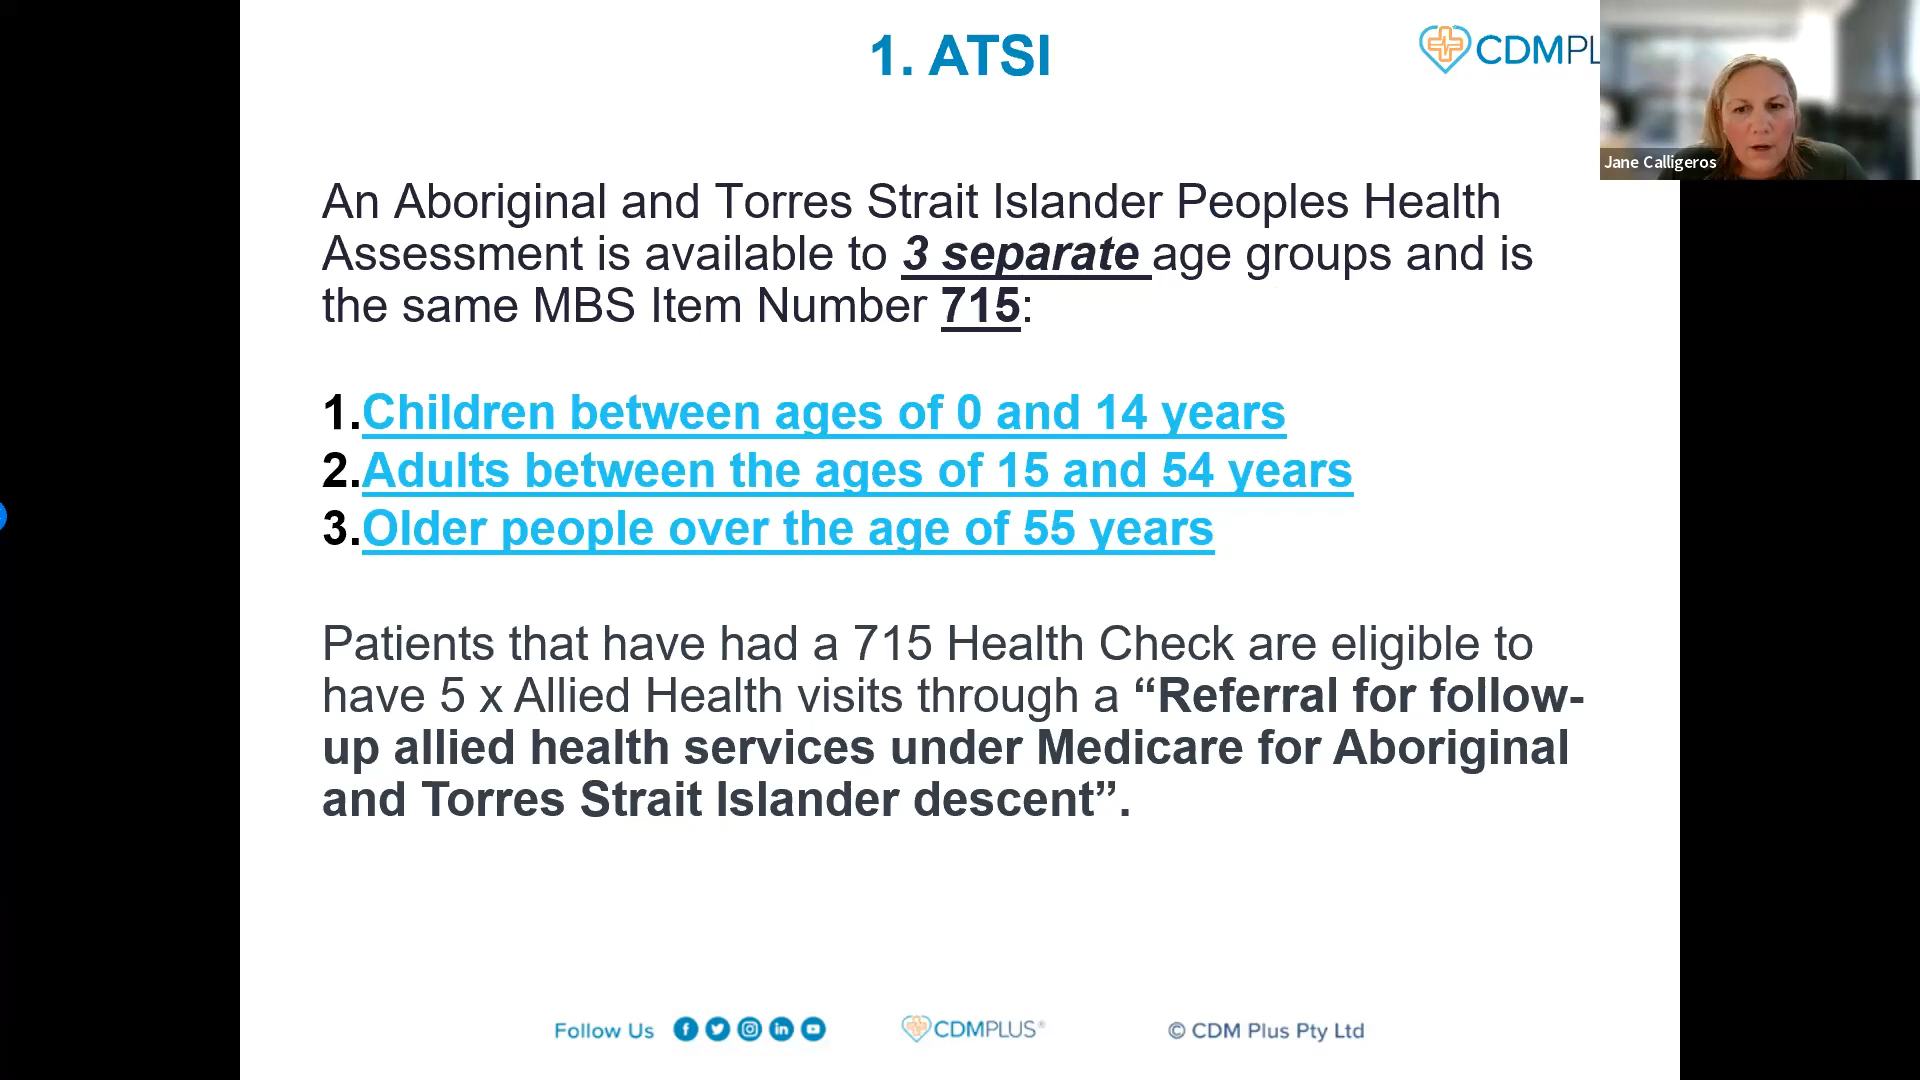 1. ATSI
CDMPL
Jane Calligeros
An Aboriginal and Torres Strait Islander Peoples Health
Assessment is available to 3 separate age groups and is
the same MBS Item Number 715:
1.Children between ages of 0 and 14 years
2.Adults between the ages of 15 and 54 years
3.Older people over the age of 55 years
Patients that have had a 715 Health Check are eligible to
have 5 x Allied Health visits through a “Referral for follow-
up allied health services under Medicare for Aboriginal
and Torres Strait Islander descent”.
Follow Us
CDMPLUS®
© CDM Plus Pty Ltd